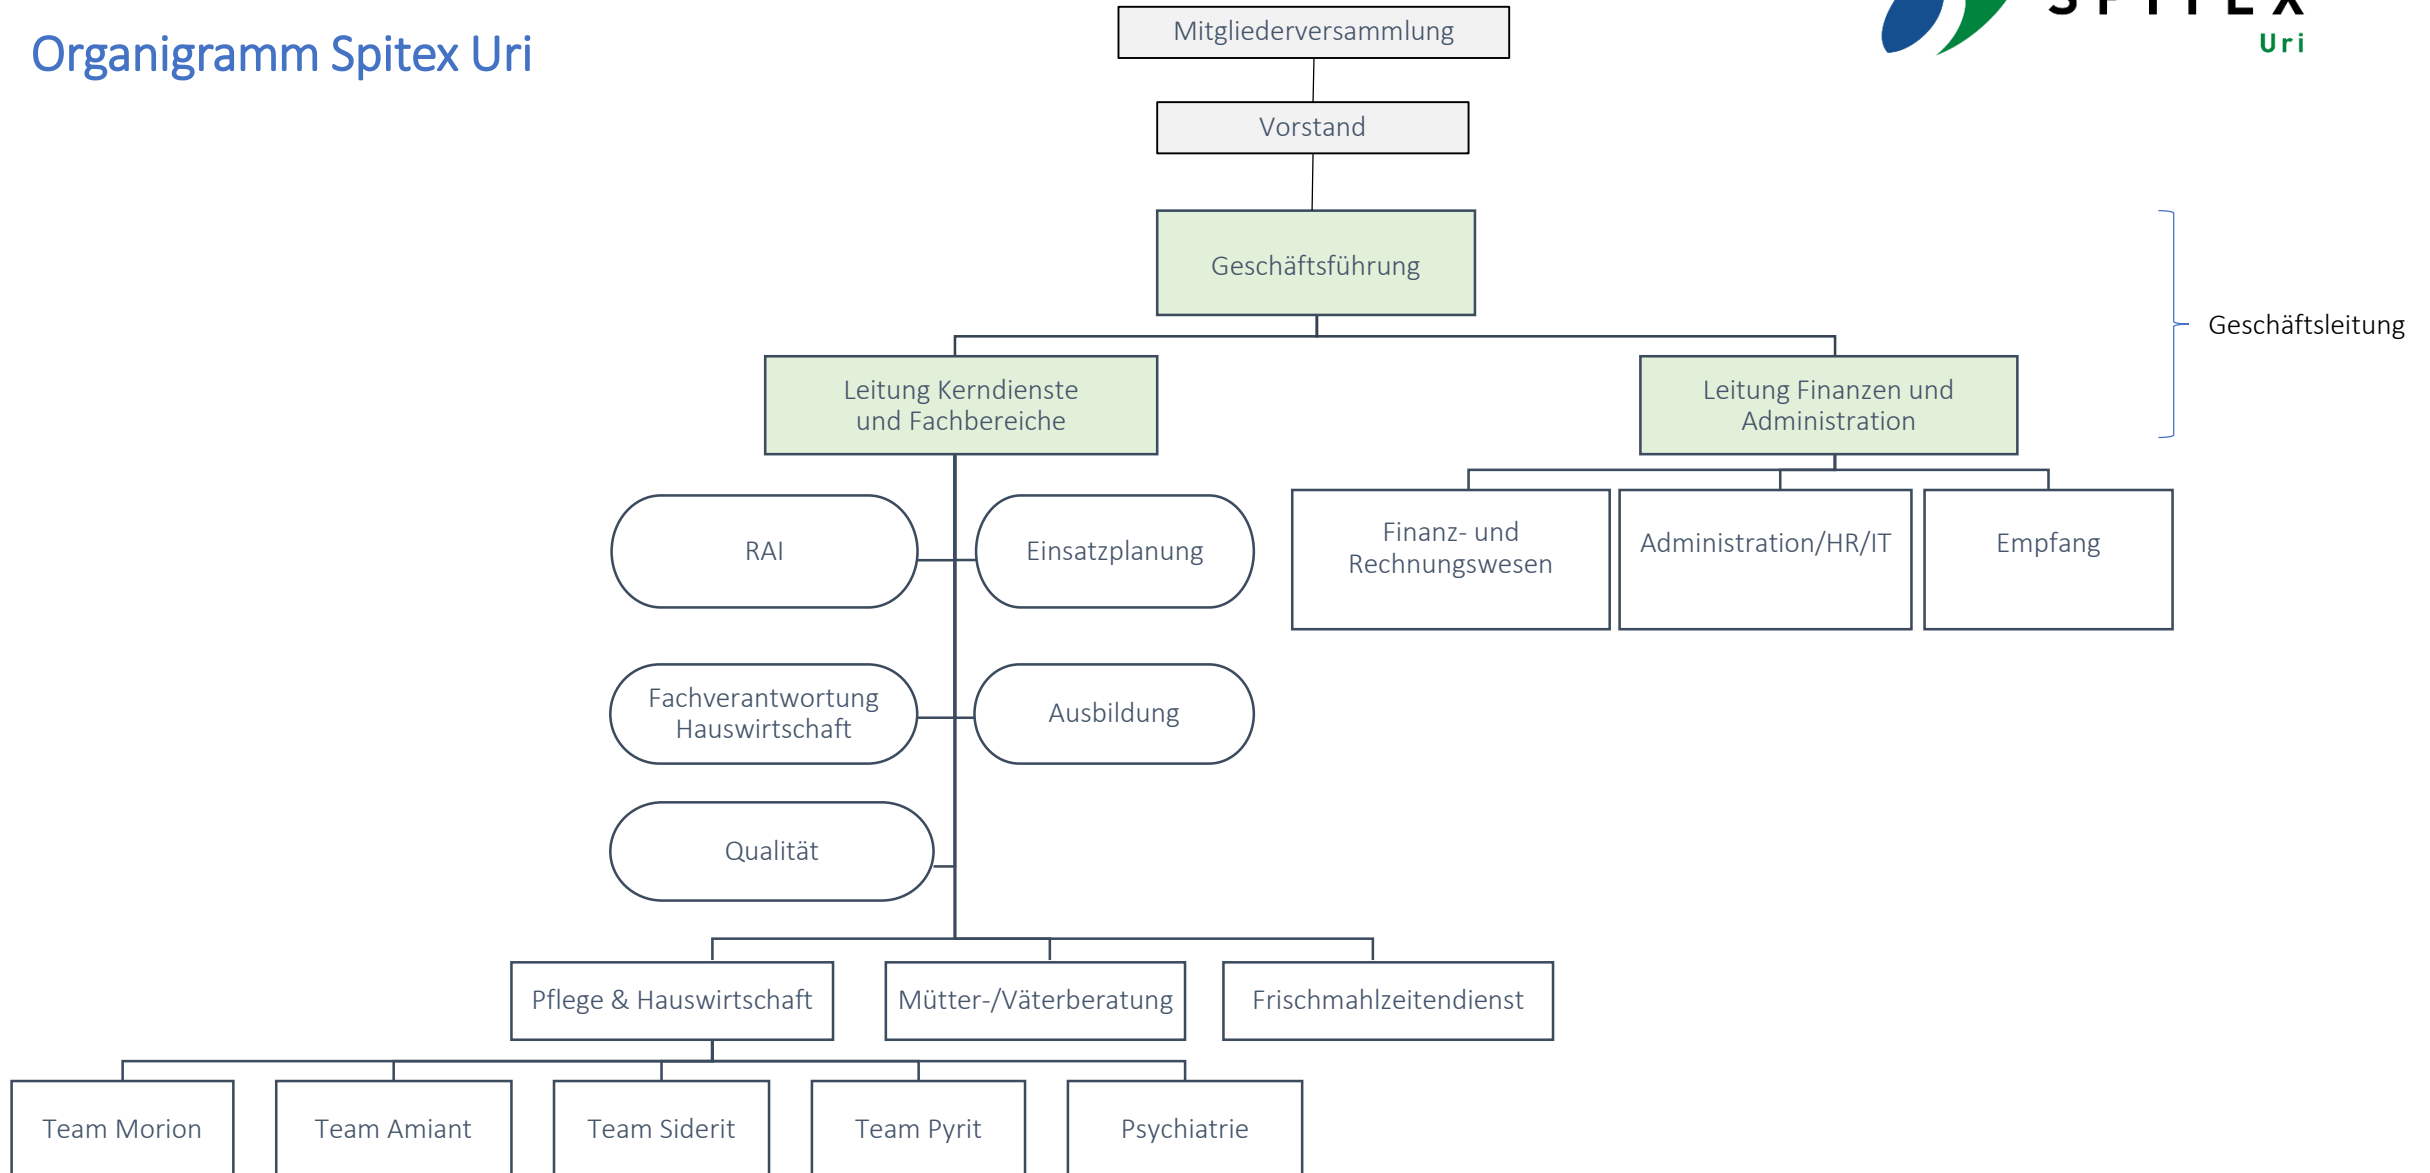 Organigramm Spitex Uri
SPITEX
Uri
Mitgliederversammlung
Vorstand
Geschäftsführung
Geschäftsleitung
Leitung Kerndienste
und Fachbereiche
Leitung Finanzen und
Administration
RAI
Einsatzplanung
Finanz- und
Rechnungswesen
Administration/HR/IT
Empfang
Fachverantwortung
Hauswirtschaft
Ausbildung
Qualität
Pflege & Hauswirtschaft
Mütter-/Väterberatung
Frischmahlzeitendienst
Team Morion
Team Amiant
Team Siderit
Team Pyrit
Psychiatrie